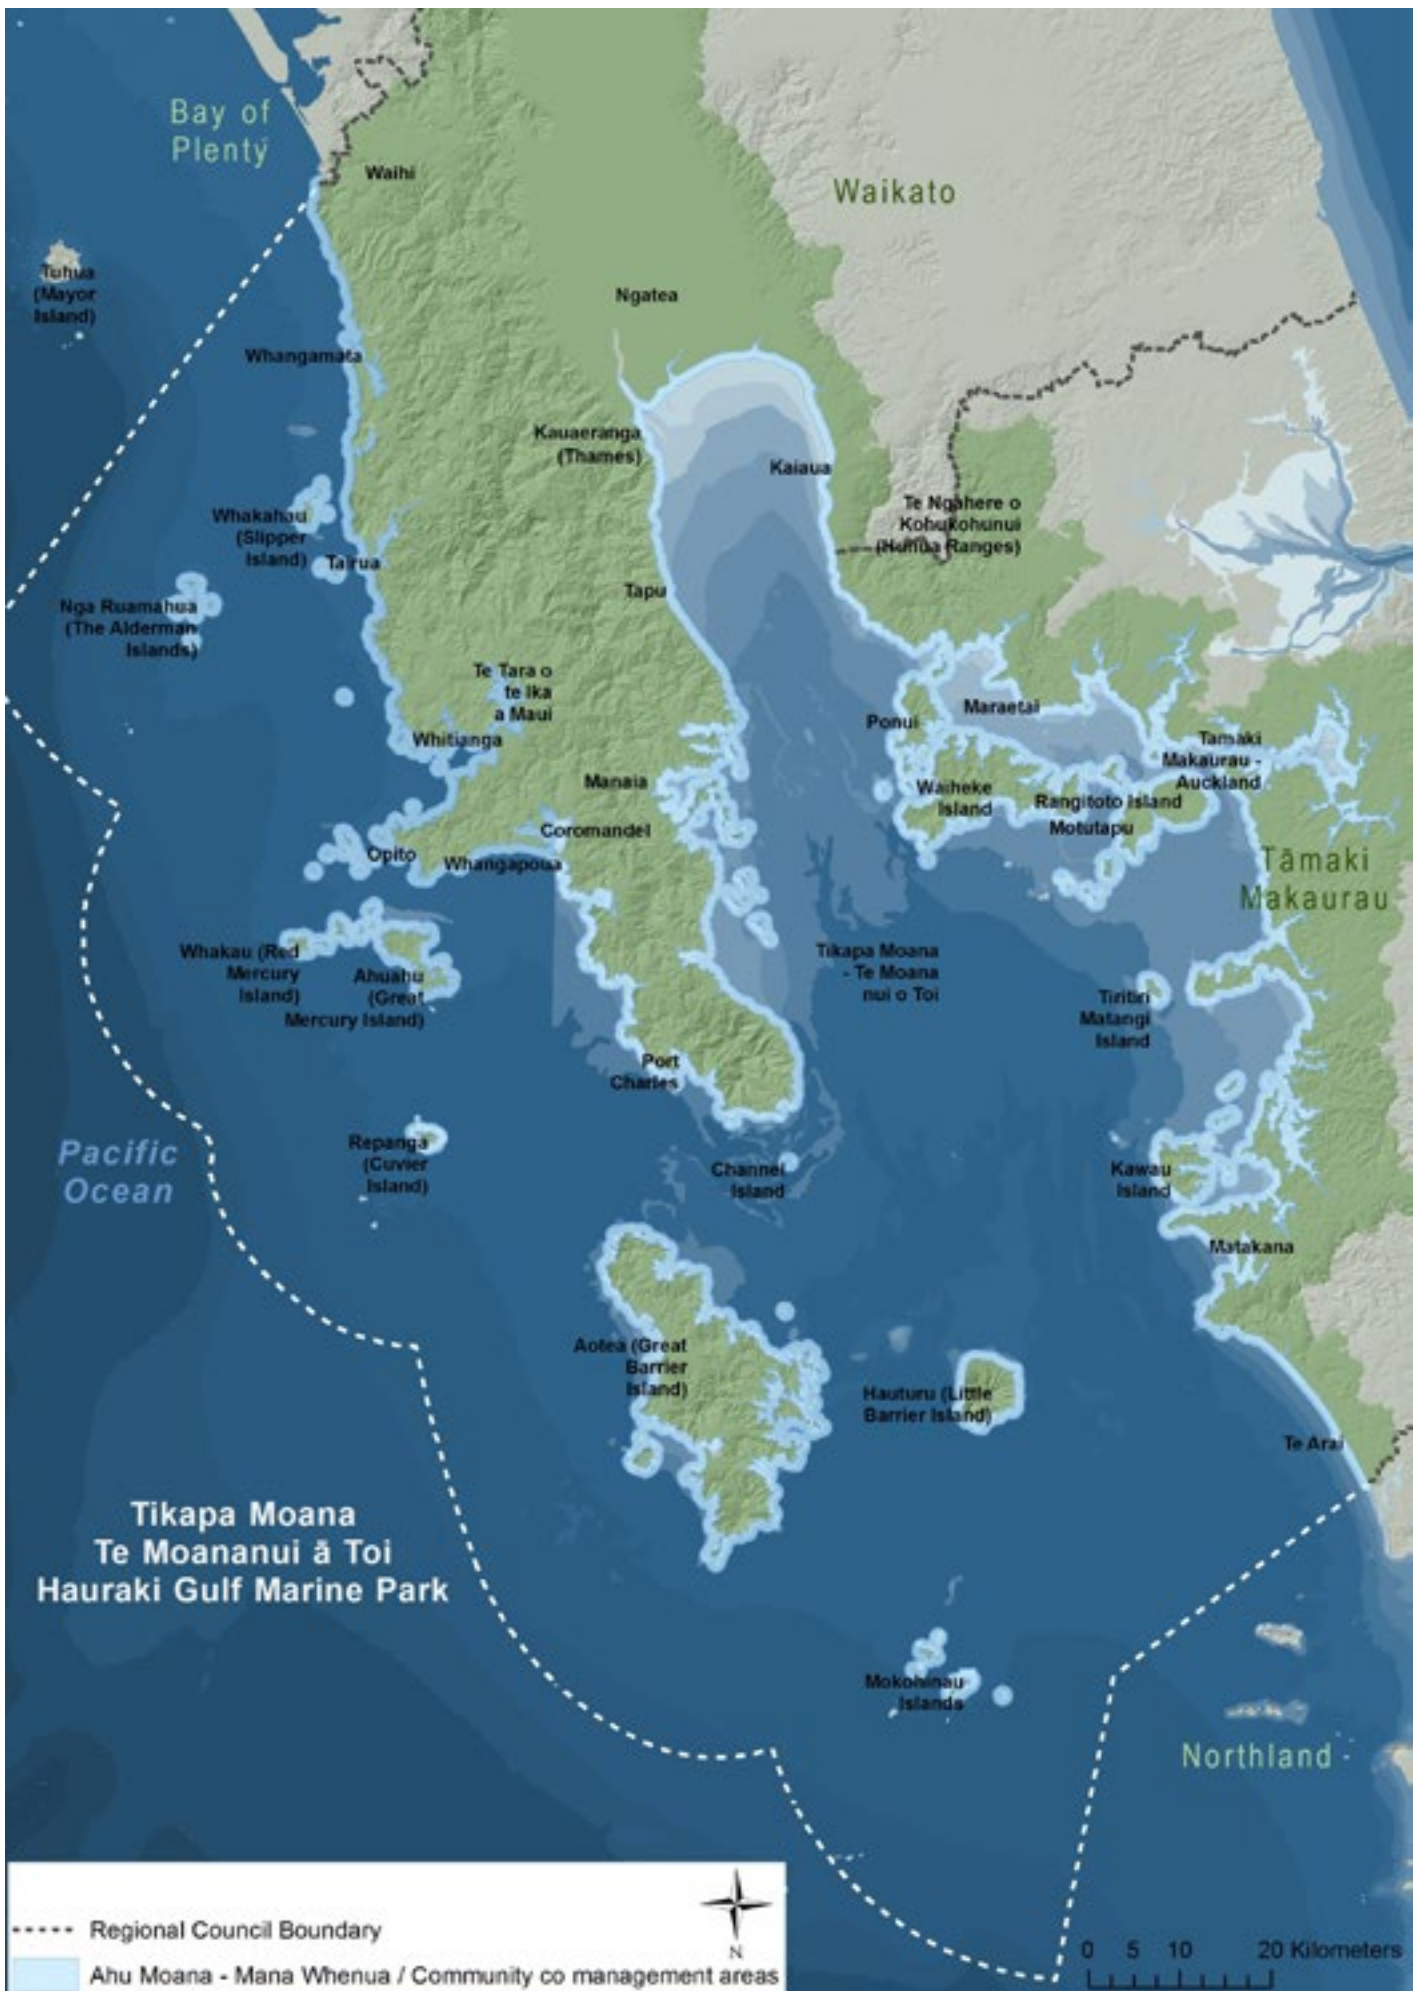 Bay of
Plenty
Waihi
Waikato
Tuhua
(Mayor
Island)
Ngatea
Whangamata
Kauaeranga
(Thames)
Kaiaua
Te Ngahere o
Kohukohunui
(Hunua Ranges)
Whakahau
(Slipper
Island)
Tairua
Tapu
Nga Ruamahua
(The Alderman
Islands)
Te Tara o
te Ika
a Maui
Whitianga
Ponui
Maraetai
Tamaki
Makaurau -
Auckland
Manaia
Waiheke
Island
Rangitoto Island
Motutapu
Coromandel
Opito
Whangapoua
Tāmaki
Makaurau
Whakau (Red
Mercury
Island)
Ahuahu
(Great
Mercury Island)
Tikapa Moana
- Te Moana
nui o Toi
Tiritiri
Matangi
Island
Port
Charles
Pacific
Ocean
Repanga
(Cuvier
Island)
Channel
Island
Kawau
Island
Matakana
Aotea (Great
Barrier
Island)
Hauturu (Little
Barrier Island)
Te Arai
Tikapa Moana
Te Moananui ā Toi
Hauraki Gulf Marine Park
Mokohinau
Islands
Northland
N
Regional Council Boundary
Ahu Moana - Mana Whenua / Community co management areas
0 5 10 20 Kilometers